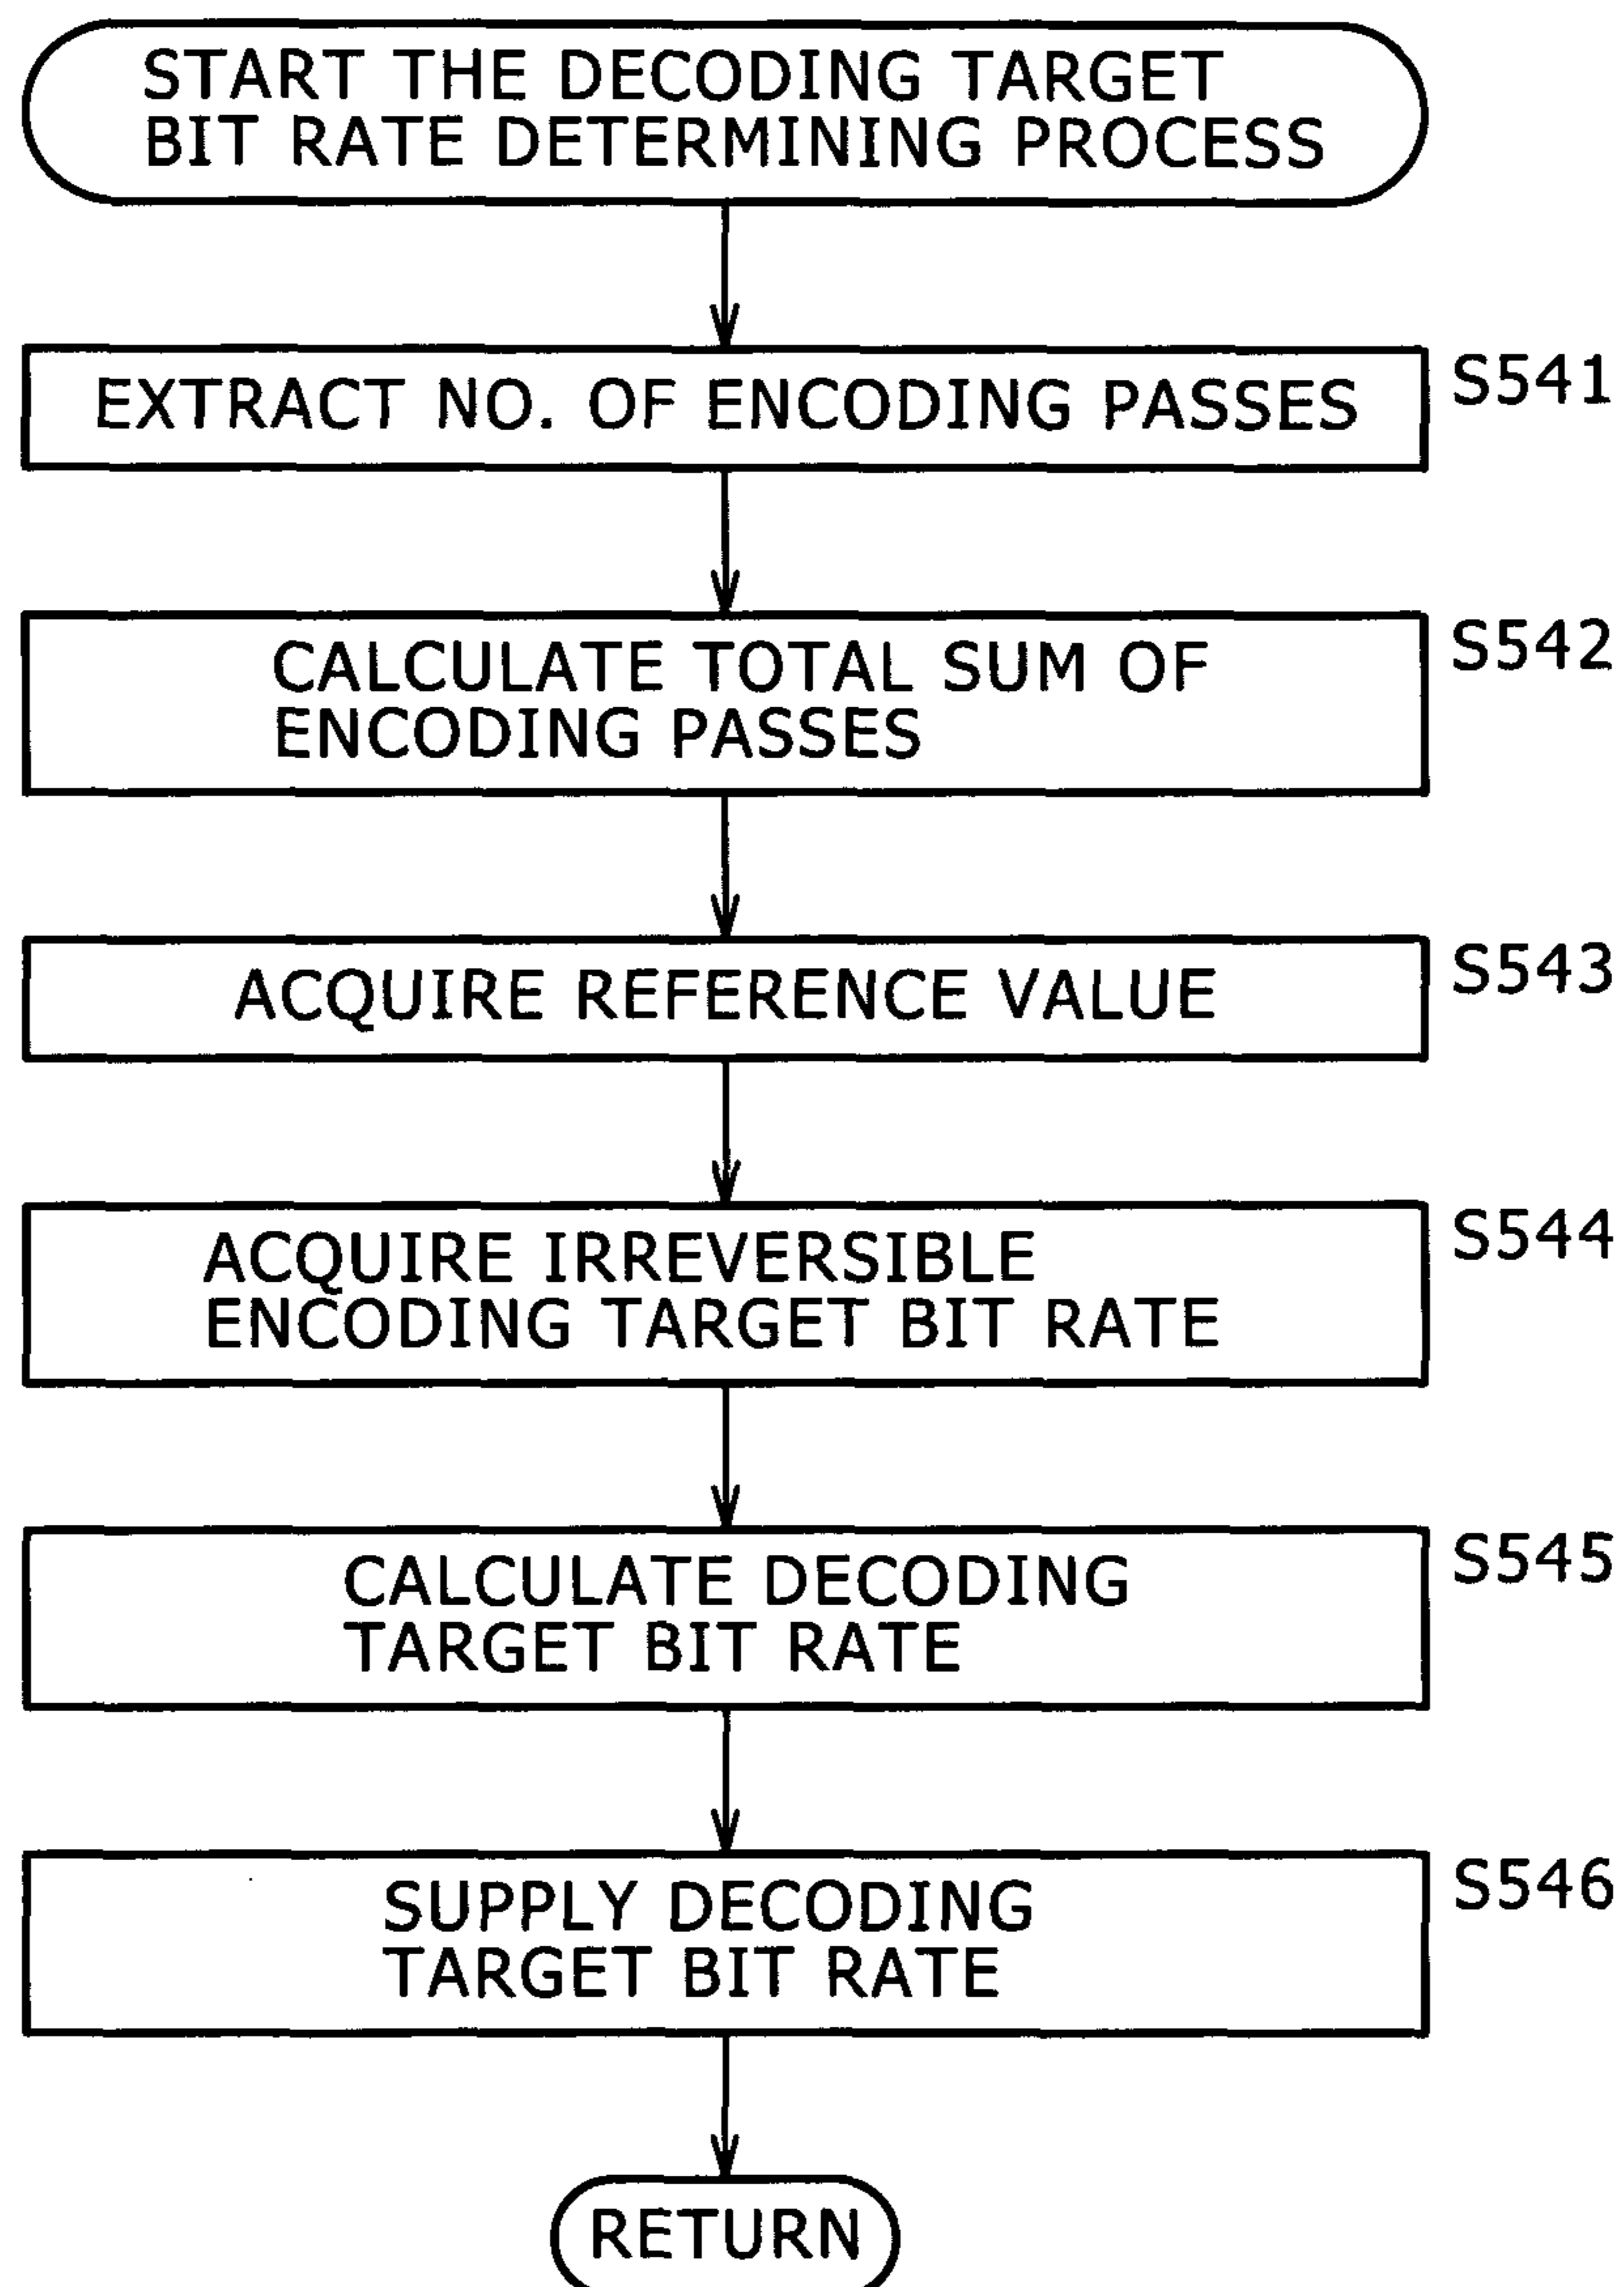 START THE DECODING TARGET
BIT RATE DETERMINING PROCESS
EXTRACT NO. OF ENCODING PASSES
S541
CALCULATE TOTAL SUM OF
ENCODING PASSES
S542
ACQUIRE REFERENCE VALUE
S543
ACQUIRE IRREVERSIBLE
ENCODING TARGET BIT RATE
S544
CALCULATE DECODING
TARGET BIT RATE
S545
SUPPLY DECODING
TARGET BIT RATE
S546
RETURN